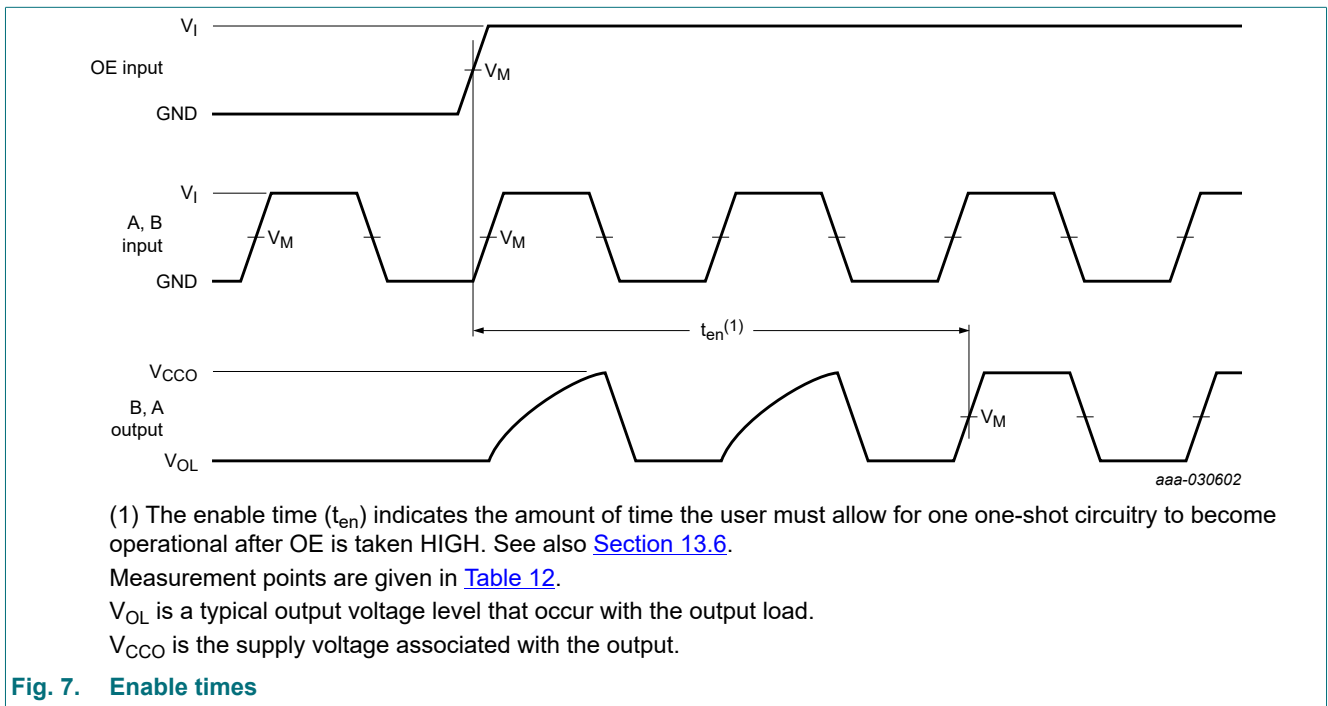 V_I
OE input
V_M
GND
V_I
A, B
input
V_M
V_M
GND
t_en^(1)
V_CCO
B, A
output
V_M
V_OL
aaa-030602
(1) The enable time (t_en) indicates the amount of time the user must allow for one one-shot circuitry to become
operational after OE is taken HIGH. See also Section 13.6.
Measurement points are given in Table 12.
V_OL is a typical output voltage level that occur with the output load.
V_CCO is the supply voltage associated with the output.
Fig. 7. Enable times